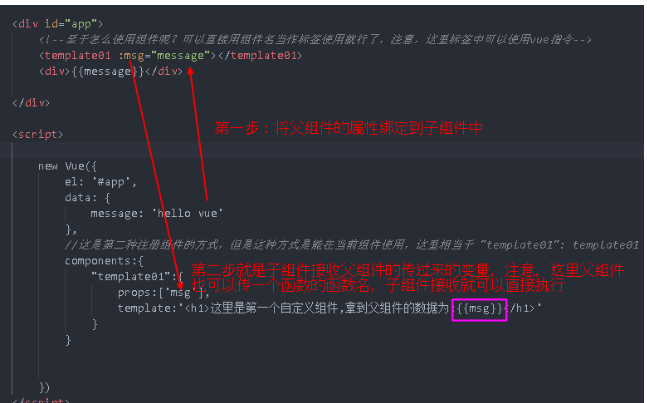 <div id="app">
<!--至于怎么使用组件呢?可以直接用组件名当作标签使用就行了。注意，这里标签中可以使用vue指令-->
<template01 :msg="message"></template01>
<div>{{message}}</div>
</div>
第一步：将父组件的属性绑定到子组件中
<script>
new Vue({
el: '#app',
data: {
message: 'hello vue'
},
//这是第二种注册组件的方式，但是这种方式是能在当前组件使用，这里相当于 "template01": template01
components:{
第二步就是子组件接收父组件的传过来的变量，注意，这里父组件
"template01":{
也可以传一个函数的函数名，子组件接收就可以直接执行
props:['msg'],
template:'<h1>这里是第一个自定义组件,拿到父组件的数据为:{{msg}}</h1>'
}
}
})
</script>